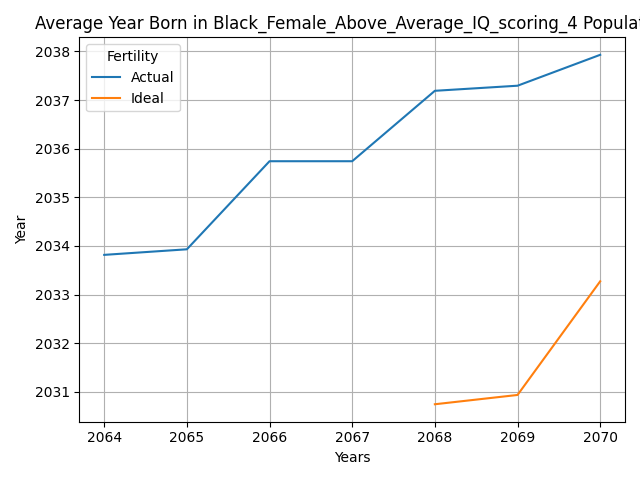 Average Year Born in Black_Female_Above_Average_IQ_scoring_4 Populat
Fertility
Actual
Ideal
2038
2037
2036
2035
2034
2033
2032
2031
Year
2064 2065 2066 2067 2068 2069 2070
Years